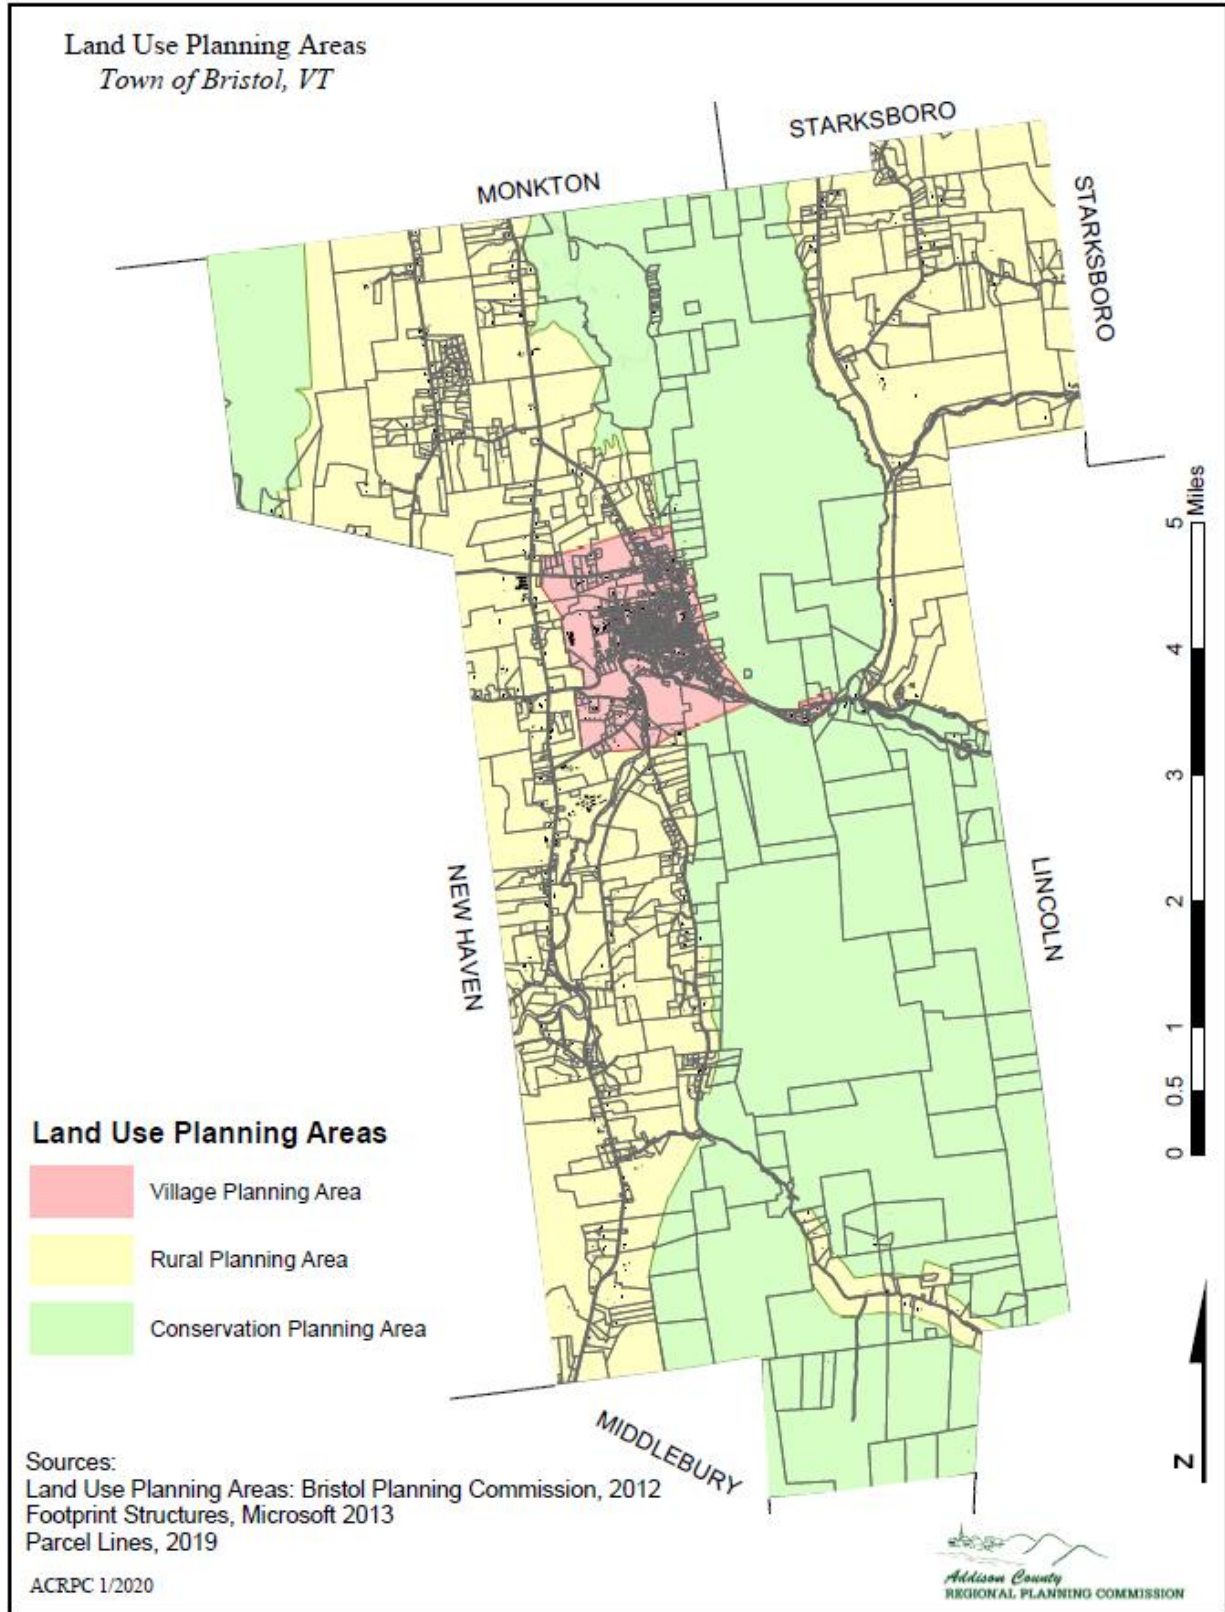 Land Use Planning Areas
Town of Bristol, VT
STARKSBORO
MONKTON
STARKSBORO
Miles
5
4
3
2
1
0.5
0
NEW HAVEN
LINCOLN
Land Use Planning Areas
Village Planning Area
Rural Planning Area
Conservation Planning Area
MIDDLEBURY
N
Sources:
Land Use Planning Areas: Bristol Planning Commission, 2012
Footprint Structures, Microsoft 2013
Parcel Lines, 2019
ACRPC 1/2020
Addison County
REGIONAL PLANNING COMMISSION